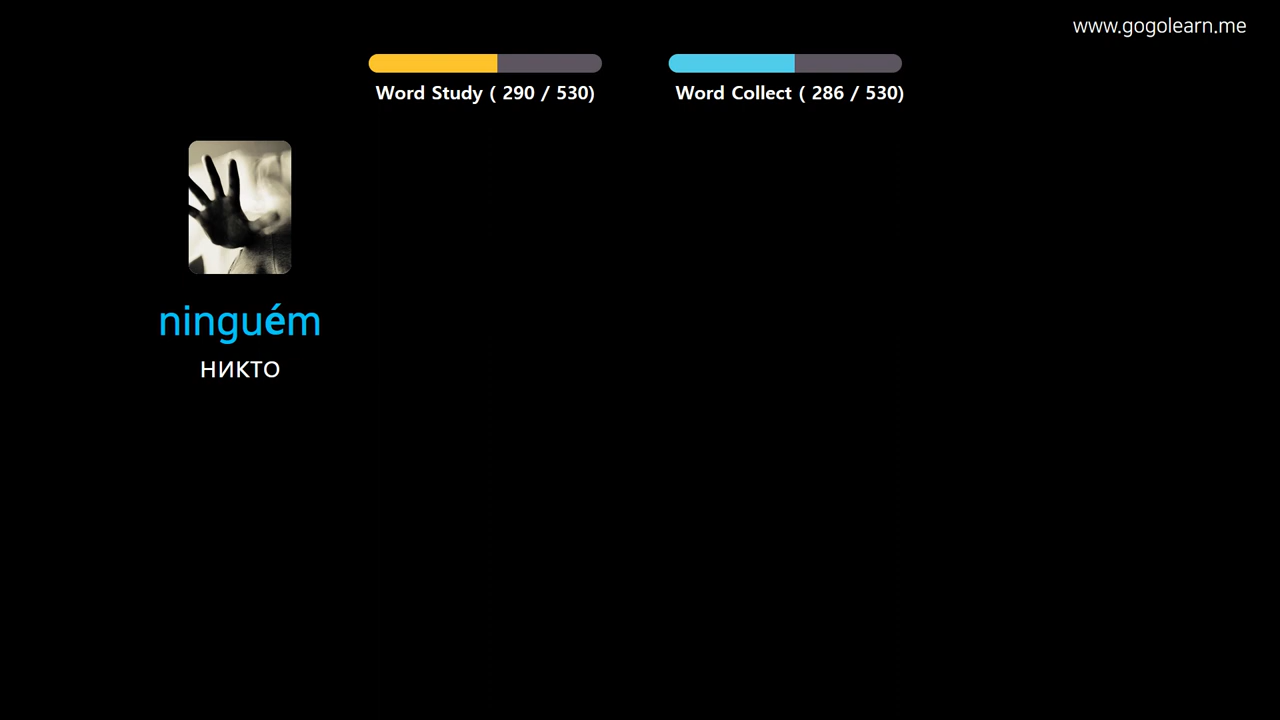 www.gogolearn.me
Word Study ( 290 / 530)
Word Collect ( 286 / 530)
ninguém
никто